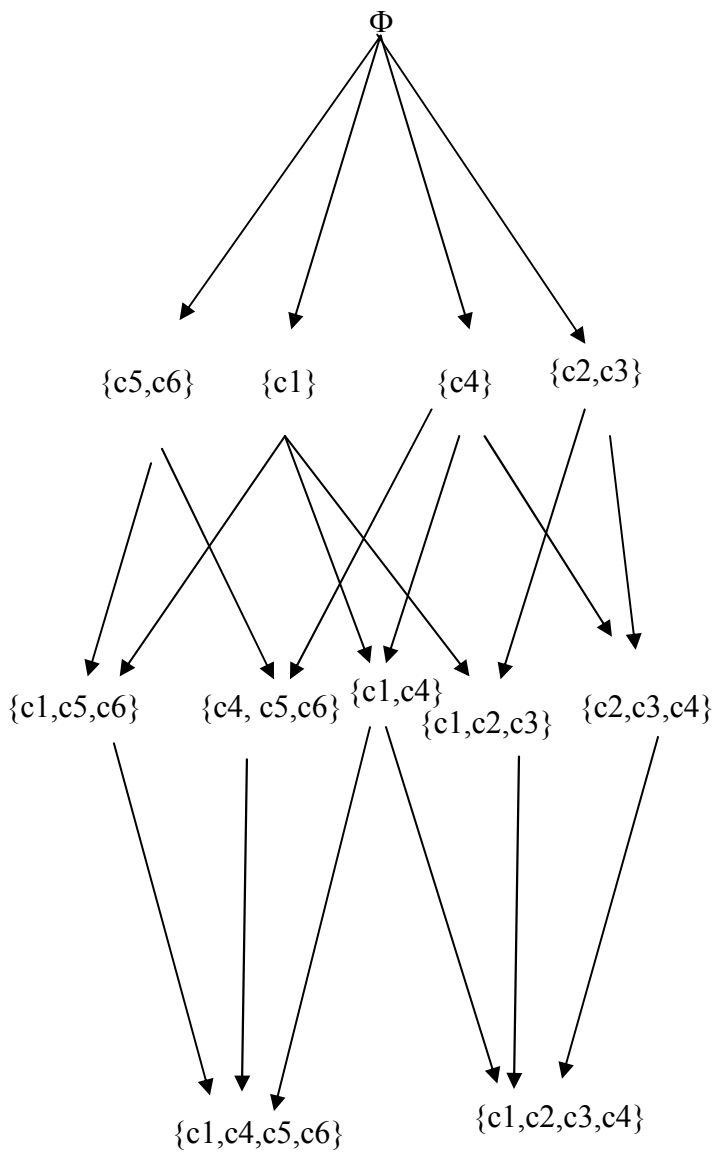 Φ
{c5,c6}
{c1}
{c4}
{c2,c3}
{c1,c5,c6}
{c4, c5,c6}
{c1,c4}
{c1,c2,c3}
{c2,c3,c4}
{c1,c4,c5,c6}
{c1,c2,c3,c4}